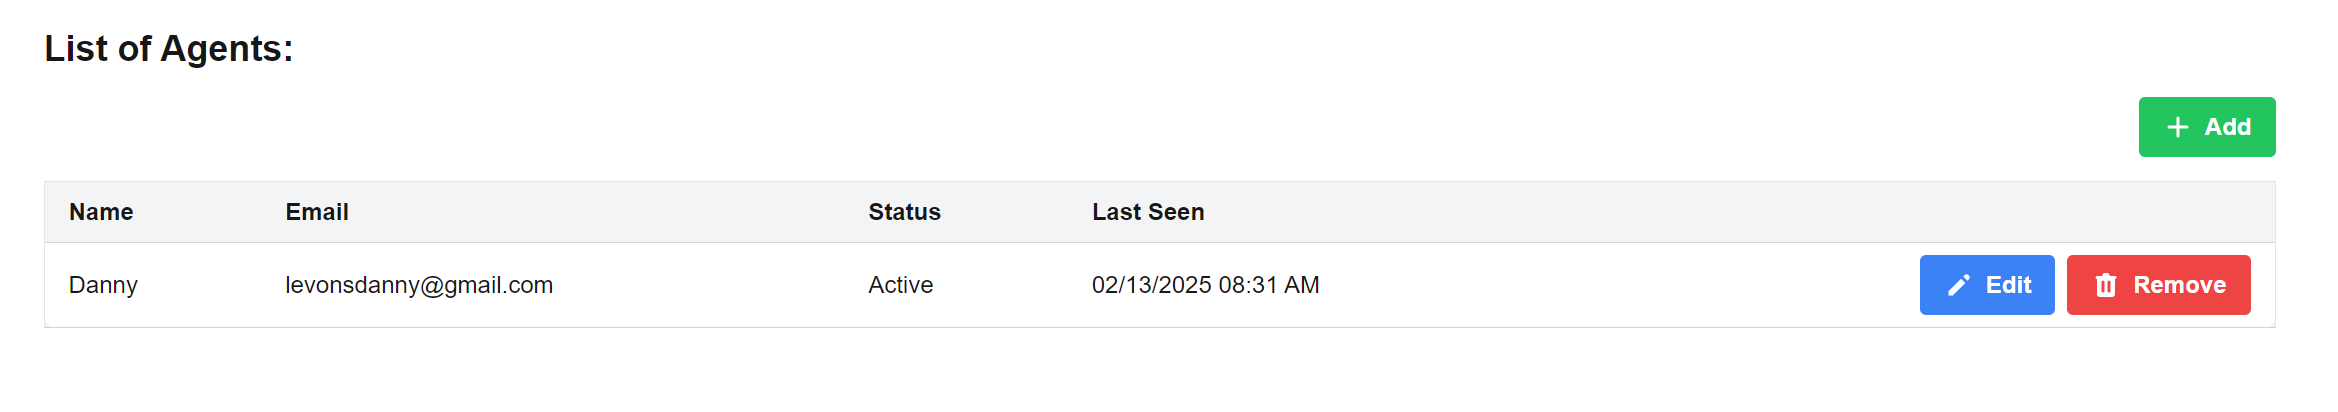 List of Agents:
Add
Name Email Status Last Seen
Danny levonsdanny@gmail.com Active 02/13/2025 08:31 AM Edit Remove